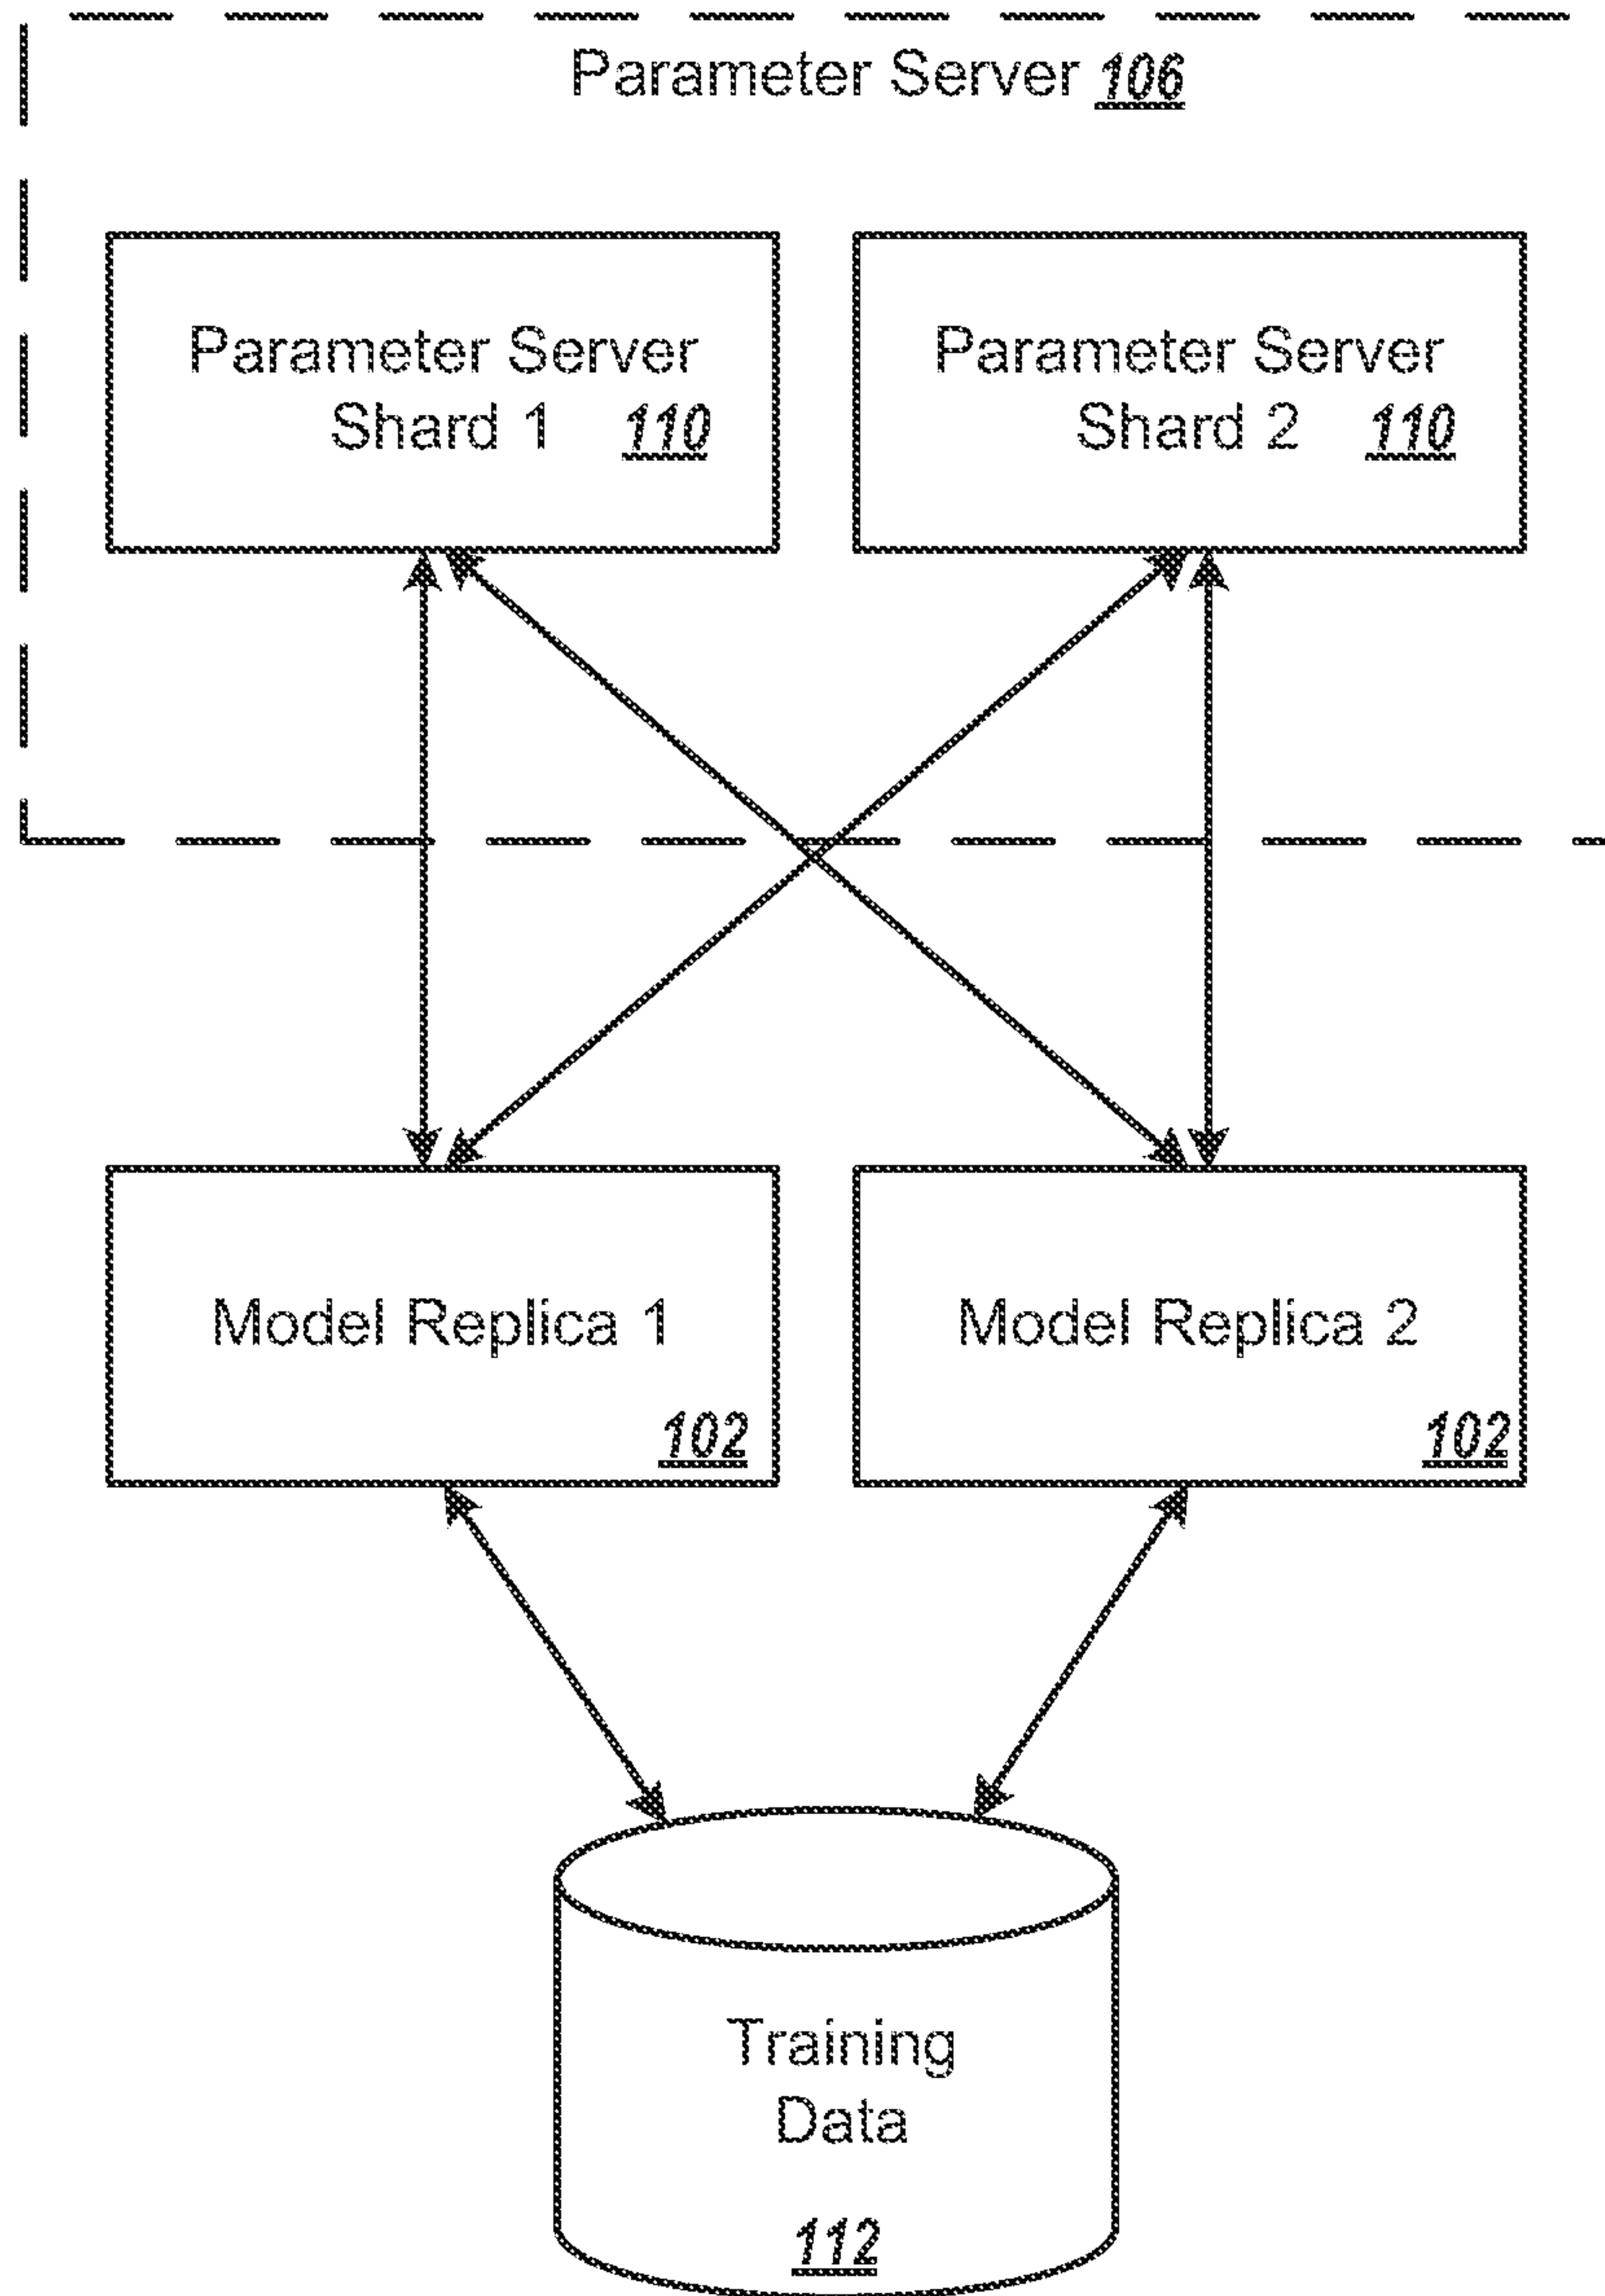 Parameter Server 106
Parameter Server
Shard 1 110
Parameter Server
Shard 2 110
Model Replica 1
102
Model Replica 2
102
Training
Data
112